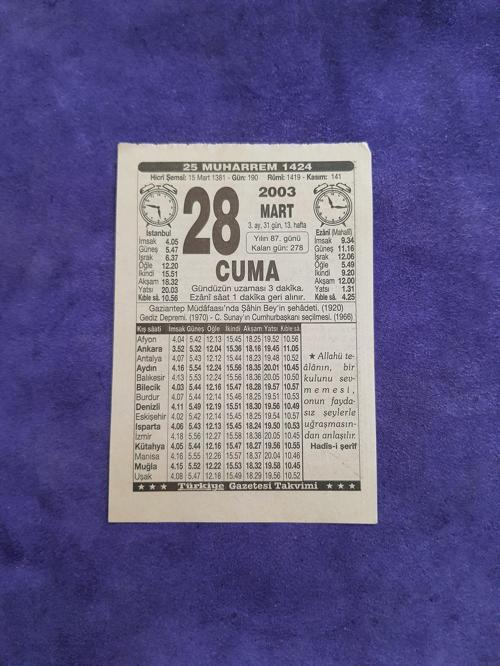 25 MUHARREM 1424
Hicrî Şemsî: 15 Mart 1381 - Gün: 190 Rûmî: 1419 - Kasım: 141
28
2003
MART
3. ay, 31 gün, 13. hafta
Yılın 87. günü
Kalan gün: 278
CUMA
Gündüzün uzaması 3 dakîka.
Ezânî sâat 1 dakîka geri alınır.
İstanbul
İmsak 4.05
Güneş 5.47
İşrak 6.37
Öğle 12.20
İkindi 15.51
Akşam 18.32
Yatsı 20.03
Kıble sâ. 10.56
Ezânî (Mahallî)
İmsak 9.34
Güneş 11.16
İşrak 12.06
Öğle 5.49
İkindi 9.20
Akşam 12.00
Yatsı 1.31
Kıble sâ. 4.25
Gaziantep Müdâfaası'nda Şâhin Bey'in şehâdeti. (1920)
Gediz Depremi. (1970) - C. Sunay'ın Cumhurbaşkanı seçilmesi. (1966)
Kış sâati İmsak Güneş Öğle İkindi Akşam Yatsı Kıble sâ.
Afyon 4.04 5.42 12.13 15.45 18.25 19.52 10.56
Ankara 3.52 5.32 12.04 15.36 18.16 19.45 11.05
Antalya 4.07 5.43 12.12 15.44 18.23 19.48 10.52
Aydın 4.16 5.54 12.24 15.56 18.35 20.01 10.45
Balıkesir 4.13 5.53 12.24 15.56 18.35 20.05 10.50
Bilecik 4.03 5.44 12.16 15.47 18.28 19.57 10.57
Burdur 4.07 5.44 12.14 15.46 18.25 19.51 10.53
Denizli 4.11 5.49 12.19 15.51 18.30 19.56 10.49
Eskişehir 4.02 5.42 12.14 15.45 18.25 19.54 10.57
Isparta 4.06 5.43 12.13 15.45 18.24 19.50 10.53
İzmir 4.18 5.56 12.27 15.58 18.38 20.05 10.45
Kütahya 4.05 5.44 12.16 15.47 18.27 19.56 10.55
Manisa 4.16 5.55 12.26 15.57 18.37 20.04 10.46
Muğla 4.15 5.52 12.22 15.53 18.32 19.58 10.45
Uşak 4.08 5.47 12.18 15.49 18.29 19.56 10.52
★ Allahü te-
âlânın, bir
kulunu sev-
memesi,
onun fayda-
sız şeylerle
uğraşmasın-
dan anlaşılır.
Hadîs-i şerîf
★ ★ ★ Türkiye Gazetesi Takvimi ★ ★ ★